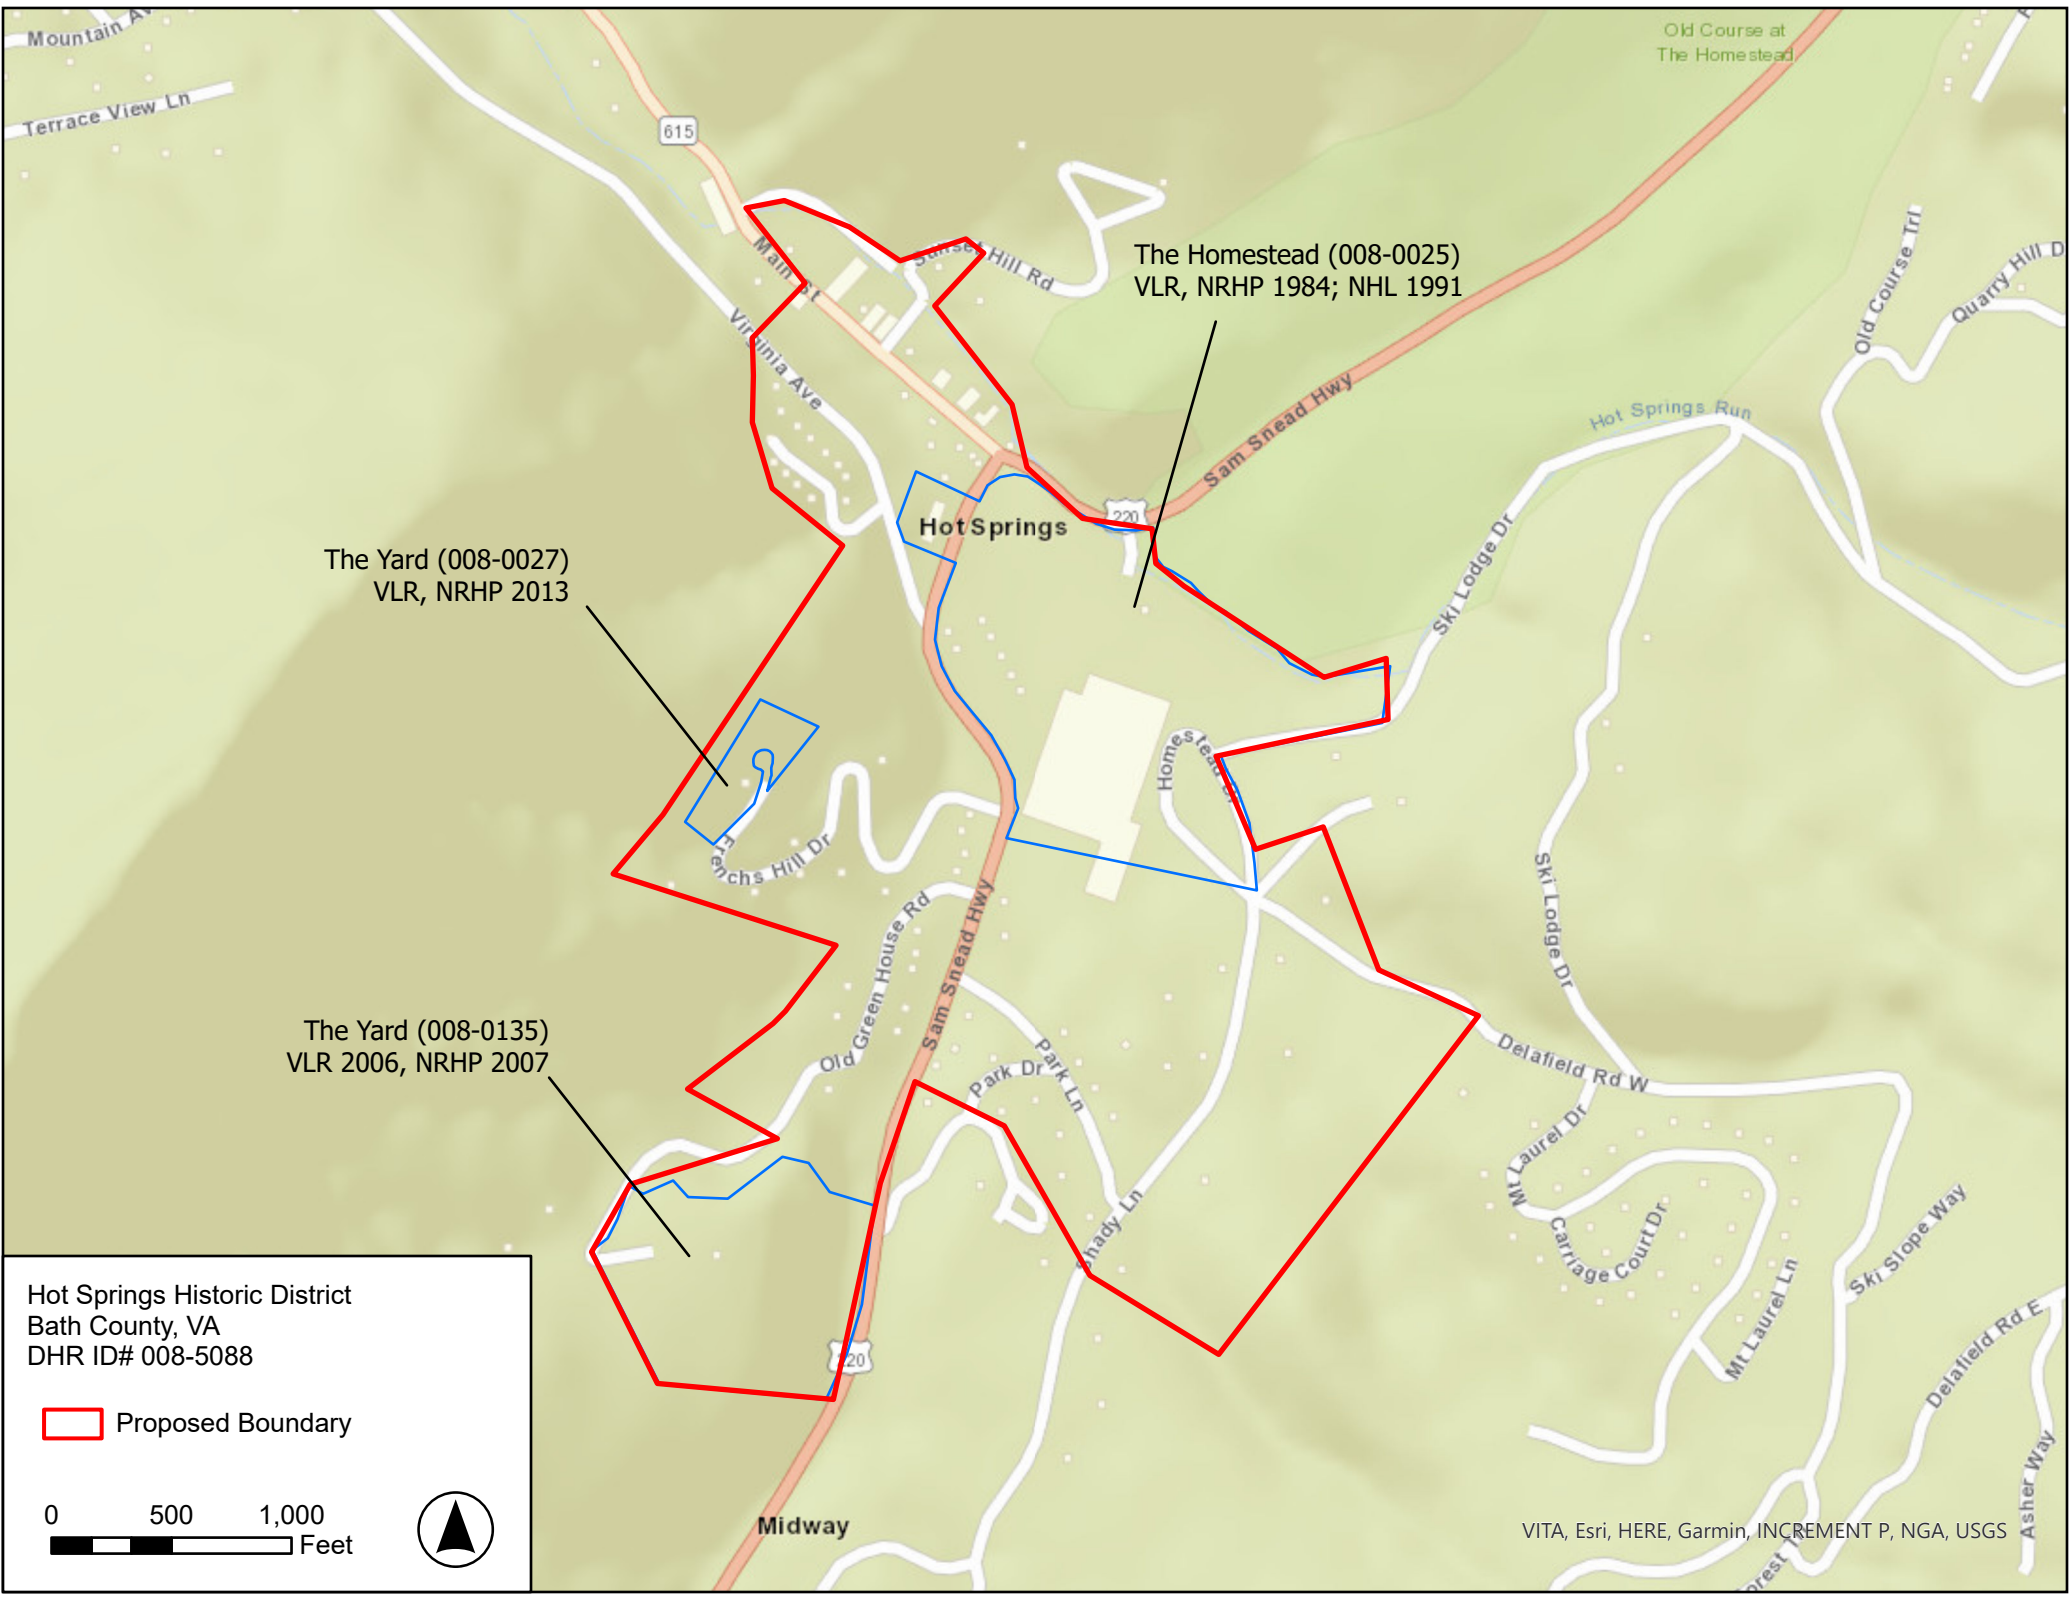 Mountain Av
Terrace View Ln
615
Old Course at
The Homestead
Main St
Sunset Hill Rd
The Homestead (008-0025)
VLR, NRHP 1984; NHL 1991
Virginia Ave
Old Course Trl
Quarry Hill D
Sam Snead Hwy
Hot Springs Run
220
Hot Springs
Ski Lodge Dr
The Yard (008-0027)
VLR, NRHP 2013
Homestead Dr
Frenchs Hill Dr
Ski Lodge Dr
Old Green House Rd
Sam Snead Hwy
The Yard (008-0135)
VLR 2006, NRHP 2007
Park Dr
Park Ln
Delafield Rd W
Mt Laurel Dr
Shady Ln
Carriage Court Dr
Ski Slope Way
Mt Laurel Ln
Delafield Rd E
Asher Way
220
Hot Springs Historic District
Bath County, VA
DHR ID# 008-5088
Proposed Boundary
0 500 1,000
Feet
Midway
VITA, Esri, HERE, Garmin, INCREMENT P, NGA, USGS